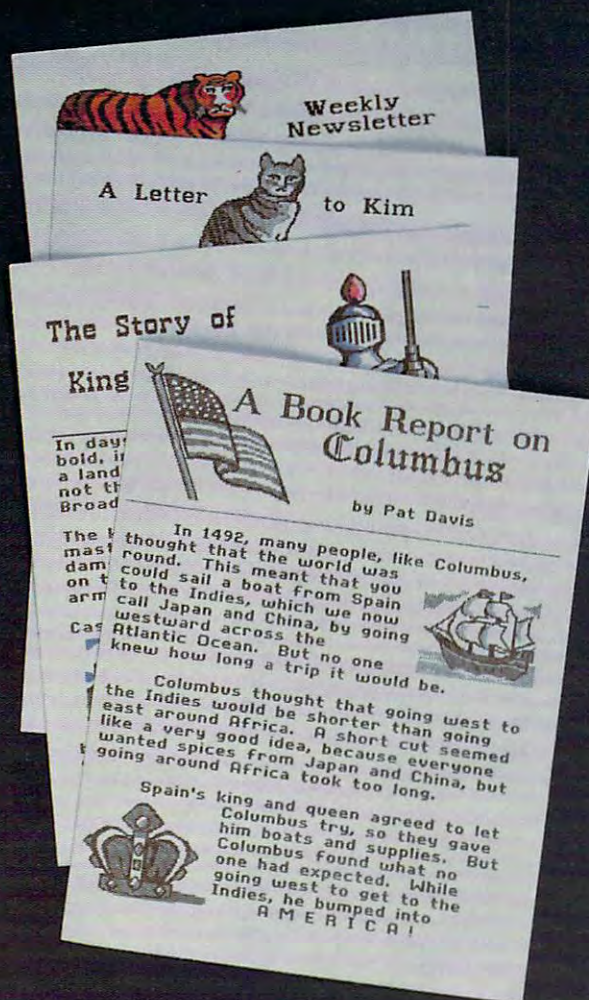 Weekly
Newsletter
A Letter to Kim
The Story of
King
In days
bold, in
a land
not th
Broad
The k
mast
dam
on t
arm
Cas
A Book Report on
Columbus
by Pat Davis
In 1492, many people, like Columbus,
thought that the world was
round. This meant that you
could sail a boat from Spain
to the Indies, which we now
call Japan and China, by going
westward across the
Atlantic Ocean. But no one
knew how long a trip it would be.
Columbus thought that going west to
the Indies would be shorter than going
east around Africa. A short cut seemed
like a very good idea, because everyone
wanted spices from Japan and China, but
going around Africa took too long.
Spain's king and queen agreed to let
Columbus try, so they gave
him boats and supplies. But
Columbus found what no
one had expected. While
going west to get to the
Indies, he bumped into
A M E R I C A !